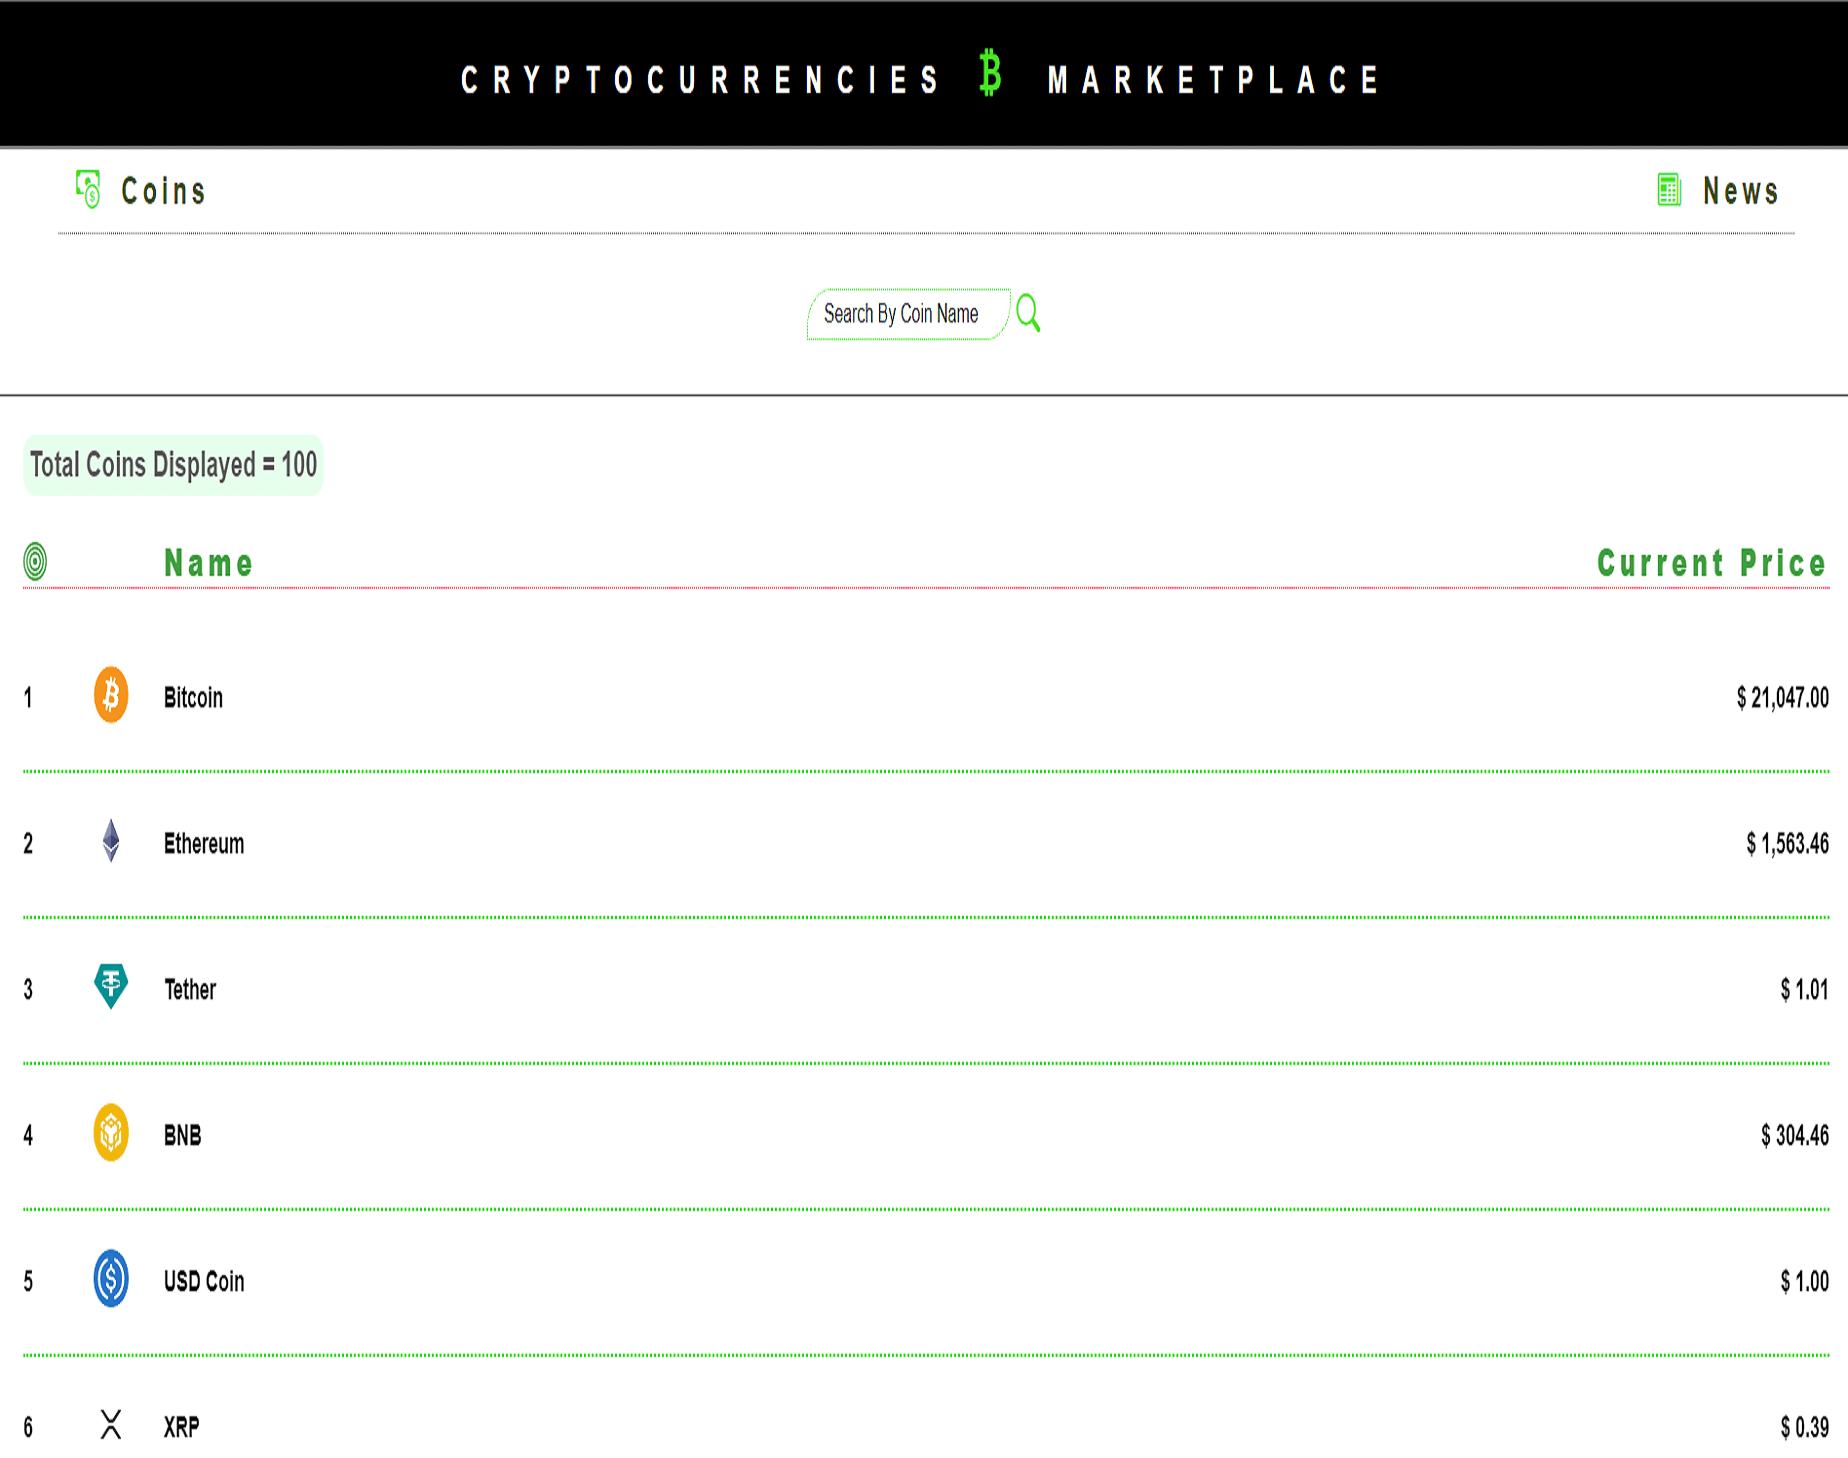 CRYPTOCURRENCIES ₿ MARKETPLACE
Coins News
Search By Coin Name
Total Coins Displayed = 100
Name Current Price
1 Bitcoin $ 21,047.00
2 Ethereum $ 1,563.46
3 Tether $ 1.01
4 BNB $ 304.46
5 USD Coin $ 1.00
6 XRP $ 0.39